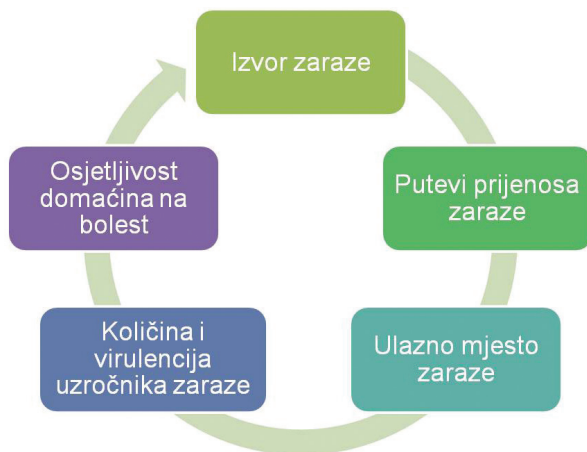 Izvor zaraze
Putevi prijenosa
zaraze
Ulazno mjesto
zaraze
Količina i
virulencija
uzročnika zaraze
Osjetljivost
domaćina na
bolest